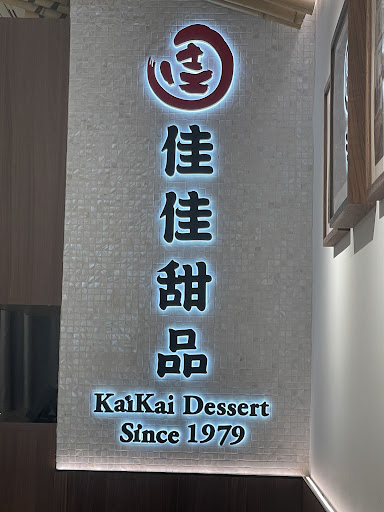 佳佳甜品
KaiKai Dessert
Since 1979